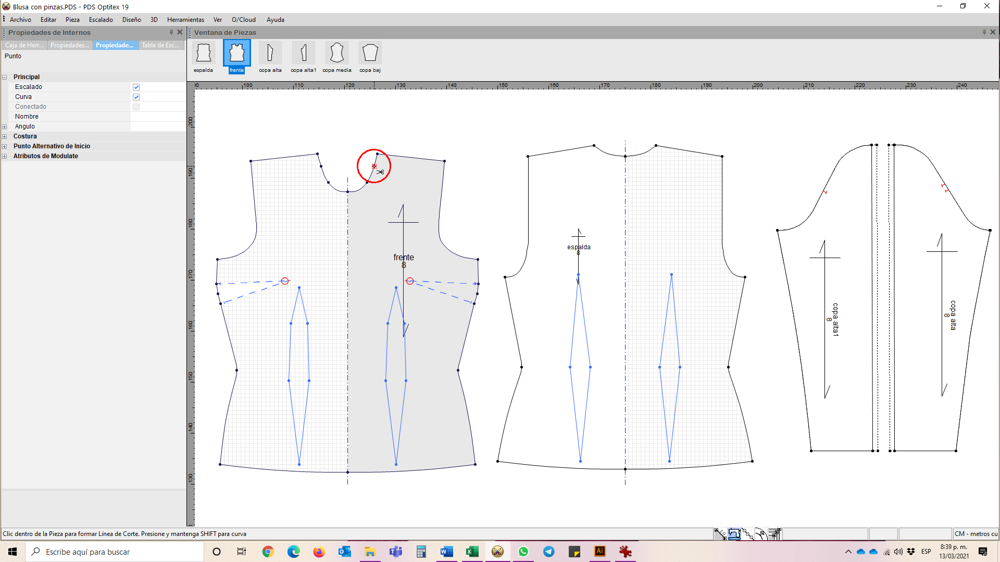 Blusa con pinzas.PDS - PDS Optitex 19
Archivo Editar Pieza Escalado Diseño 3D Herramientas Ver O/Cloud Ayuda
Propiedades de Internos
Ventana de Piezas
Caja de Herr... Propiedades... Propiedade... Tabla de Esc...
Punto
espalda frente copa alta copa alta1 copa media copa baj
Principal
Escalado
Curva
Conectado
Nombre
Angulo
Costura
Punto Alternativo de Inicio
Atributos de Modulate
100 110 120 130 140 150 160 170 180 190 200 210 220 230 240
200
190
180
170
160
150
140
130
frente
8
espalda
8
copa alta1
8
copa alta
8
Clic dentro de la Pieza para formar Línea de Corte. Presione y mantenga SHIFT para curva
CM - metros cu
Escribe aquí para buscar
ESP
8:39 p. m.
13/03/2021